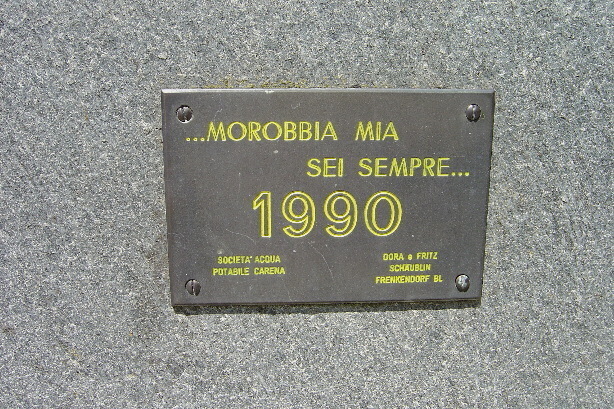 ...MOROBBIA MIA
SEI SEMPRE...
1990
SOCIETA' ACQUA
POTABILE CARENA
DORA e FRITZ
SCHÄUBLIN
FRENKENDORF BL